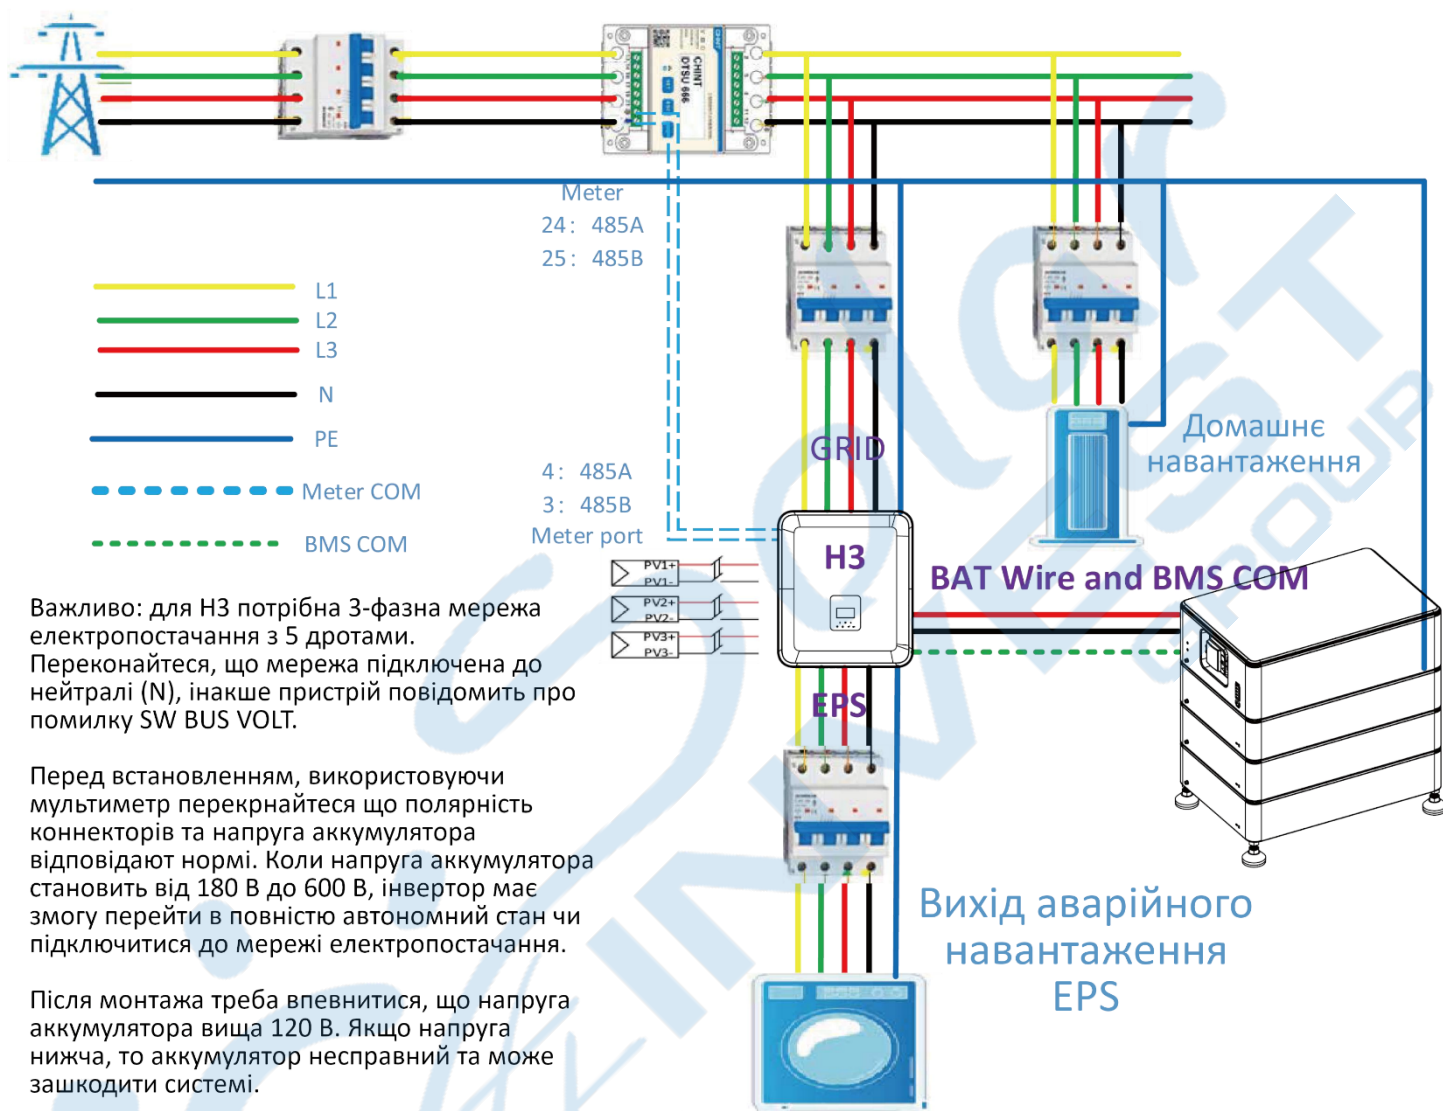 CHINT
DTSU 666
Meter
24: 485A
25: 485B
L1
L2
L3
N
PE
Meter COM
BMS COM
4: 485A
3: 485B
Meter port
GRID
Домашнє
навантаження
H3
BAT Wire and BMS COM
PV1+
PV1-
PV2+
PV2-
PV3+
PV3-
EPS
Важливо: для H3 потрібна 3-фазна мережа
електропостачання з 5 дротами.
Переконайтеся, що мережа підключена до
нейтралі (N), інакше пристрій повідомить про
помилку SW BUS VOLT.
Перед встановленням, використовуючи
мультиметр перекрнайтеся що полярність
коннекторів та напруга аккумулятора
відповідают нормі. Коли напруга аккумулятора
становить від 180 В до 600 В, інвертор має
змогу перейти в повністю автономний стан чи
підключитися до мережі електропостачання.
Після монтажа треба впевнитися, що напруга
аккумулятора вища 120 В. Якщо напруга
нижча, то аккумулятор несправний та може
зашкодити системі.
Вихід аварійного
навантаження
EPS
Solar
INVEST
GROUP